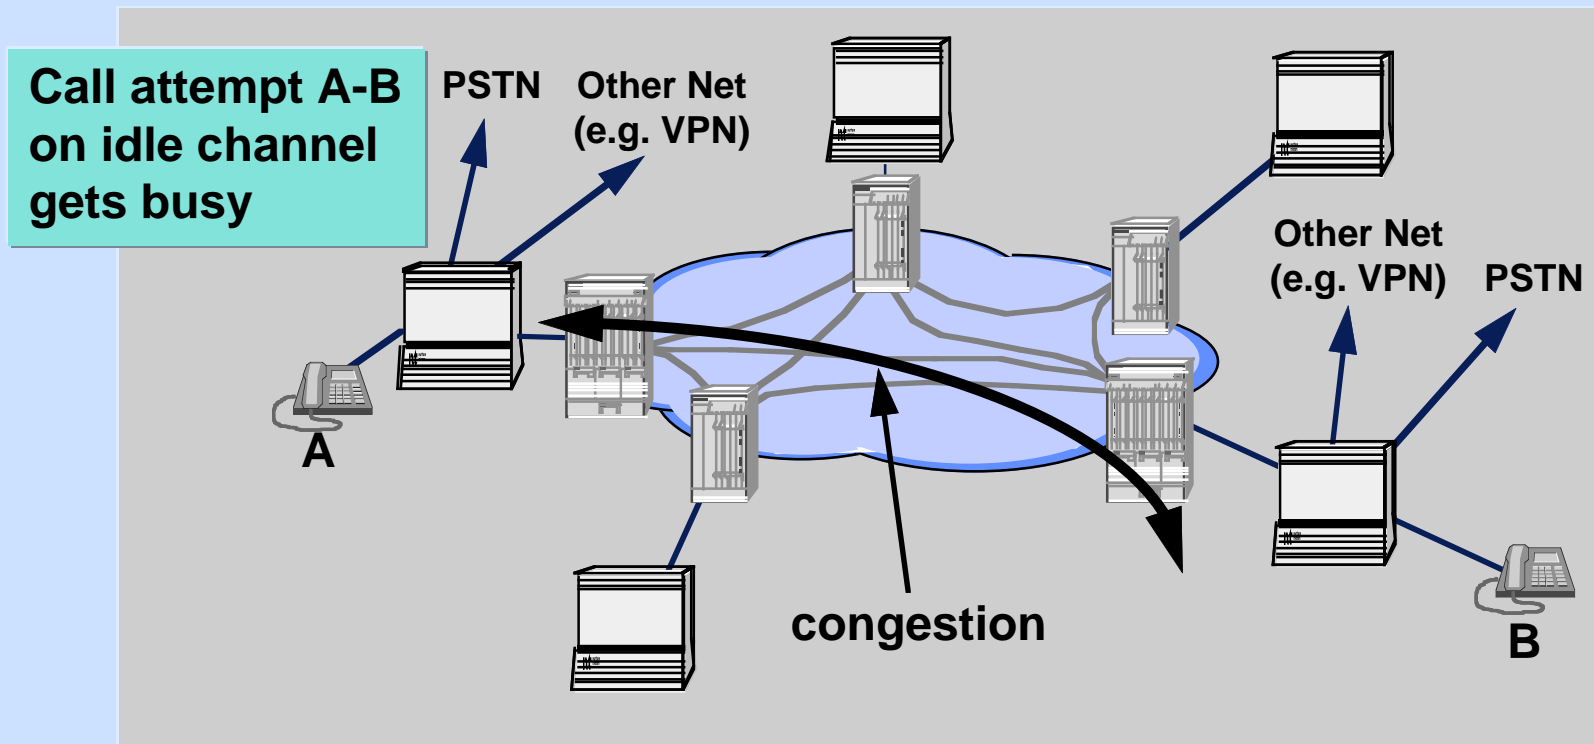 Call attempt A-B
on idle channel
gets busy
PSTN
Other Net
(e.g. VPN)
Other Net
(e.g. VPN)
PSTN
A
congestion
B